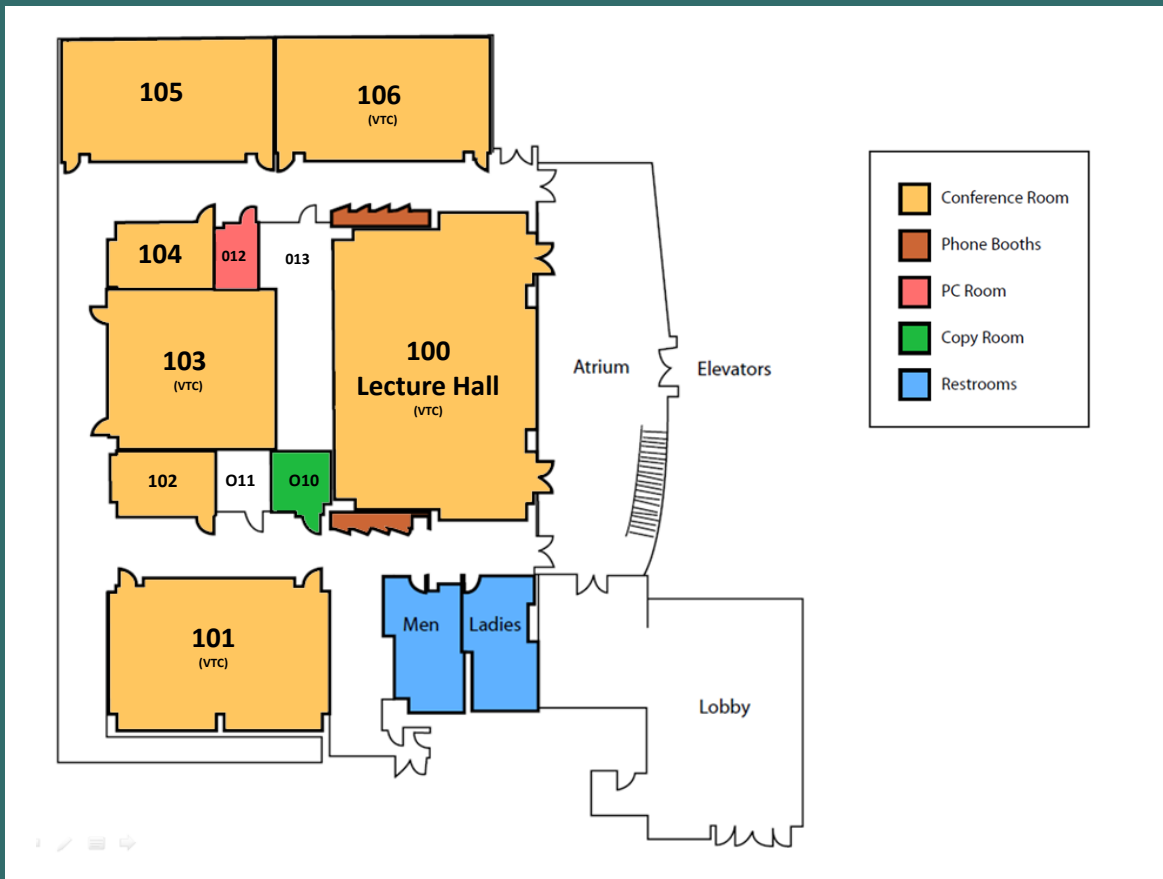 105
106
(VTC)
104
012
013
103
(VTC)
100
Lecture Hall
(VTC)
102
O11
O10
101
(VTC)
Men
Ladies
Atrium
Elevators
Lobby
Conference Room
Phone Booths
PC Room
Copy Room
Restrooms